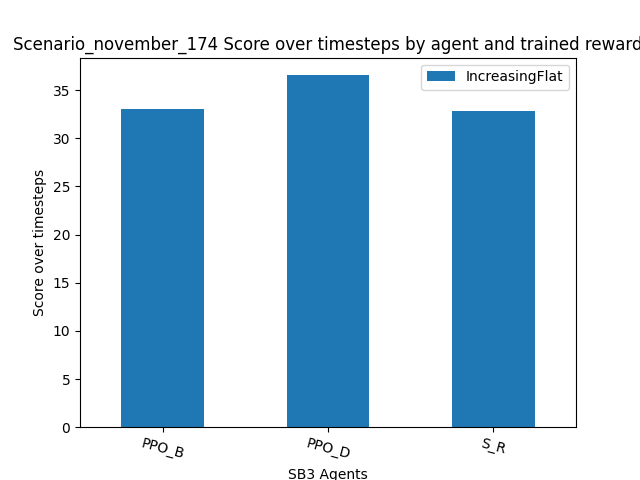 Scenario_november_174 Score over timesteps by agent and trained reward
IncreasingFlat
Score over timesteps
35
30
25
20
15
10
5
0
PPO_B
PPO_D
S_R
SB3 Agents